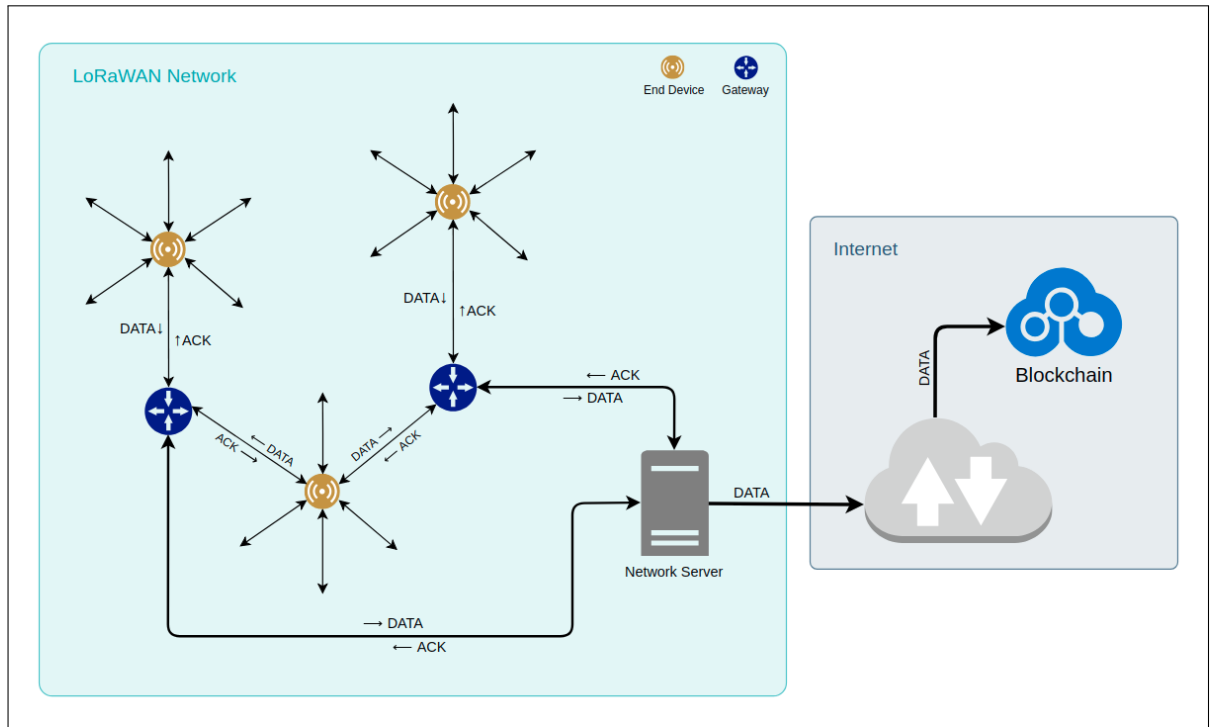 LoRaWAN Network
End Device
Gateway
DATA↓
↑ACK
DATA↓
↑ACK
← ACK
→ DATA
← DATA
ACK →
DATA →
← ACK
Network Server
→ DATA
← ACK
DATA
Internet
DATA
Blockchain